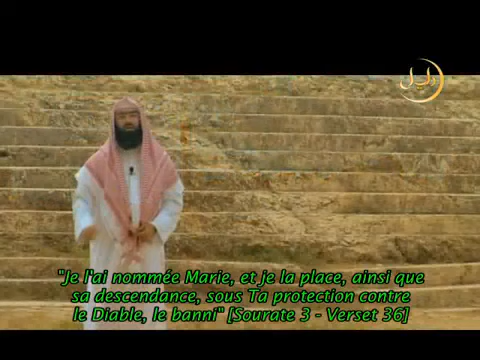 دليل
"Je l'ai nommée Marie, et je la place, ainsi que
sa descendance, sous Ta protection contre
le Diable, le banni" [Sourate 3 - Verset 36]